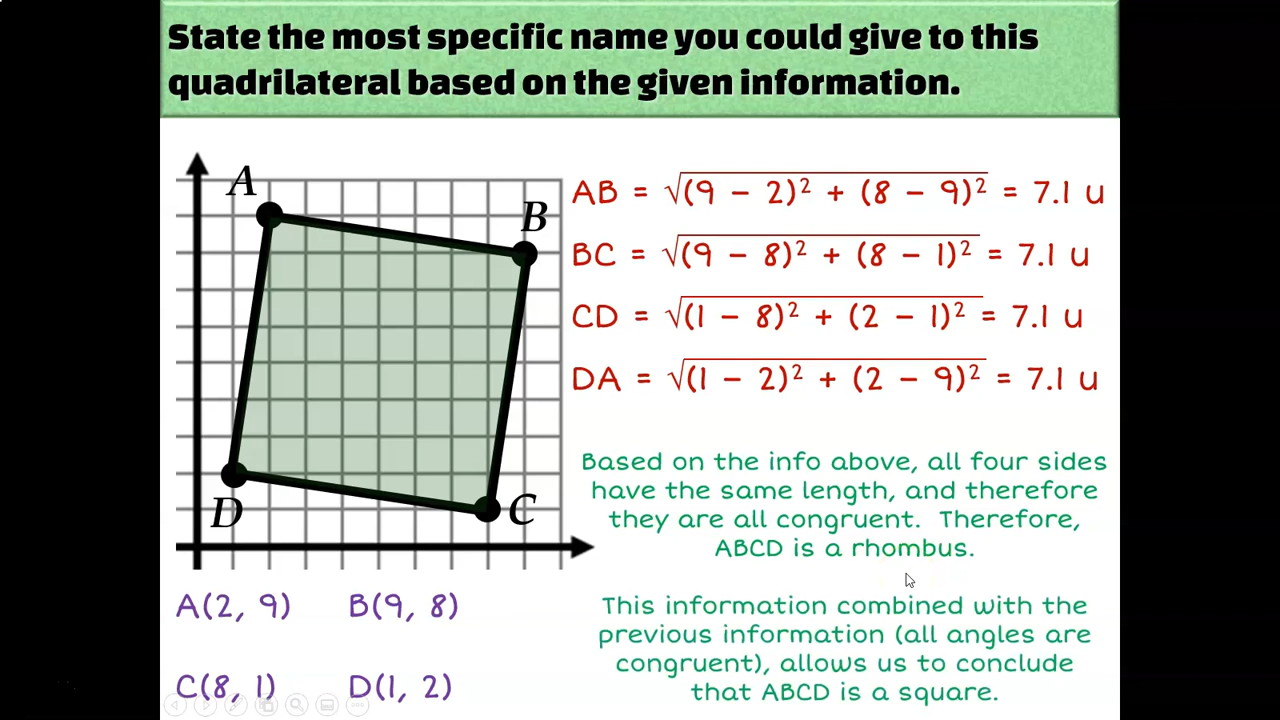 State the most specific name you could give to this
quadrilateral based on the given information.
A
B
D
C
AB = √(9 − 2)² + (8 − 9)² = 7.1 u
BC = √(9 − 8)² + (8 − 1)² = 7.1 u
CD = √(1 − 8)² + (2 − 1)² = 7.1 u
DA = √(1 − 2)² + (2 − 9)² = 7.1 u
Based on the info above, all four sides
have the same length, and therefore
they are all congruent. Therefore,
ABCD is a rhombus.
This information combined with the
previous information (all angles are
congruent), allows us to conclude
that ABCD is a square.
A(2, 9) B(9, 8)
C(8, 1) D(1, 2)